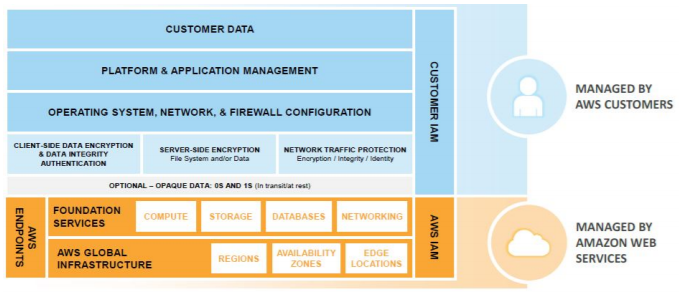 CUSTOMER DATA
PLATFORM & APPLICATION MANAGEMENT
OPERATING SYSTEM, NETWORK, & FIREWALL CONFIGURATION
CLIENT-SIDE DATA ENCRYPTION
& DATA INTEGRITY
AUTHENTICATION
SERVER-SIDE ENCRYPTION
File System and/or Data
NETWORK TRAFFIC PROTECTION
Encryption / Integrity / Identity
OPTIONAL – OPAQUE DATA: 0S AND 1S (In transit/at rest)
CUSTOMER IAM
MANAGED BY
AWS CUSTOMERS
AWS
ENDPOINTS
FOUNDATION
SERVICES
COMPUTE
STORAGE
DATABASES
NETWORKING
AWS GLOBAL
INFRASTRUCTURE
REGIONS
AVAILABILITY
ZONES
EDGE
LOCATIONS
AWS IAM
MANAGED BY
AMAZON WEB
SERVICES